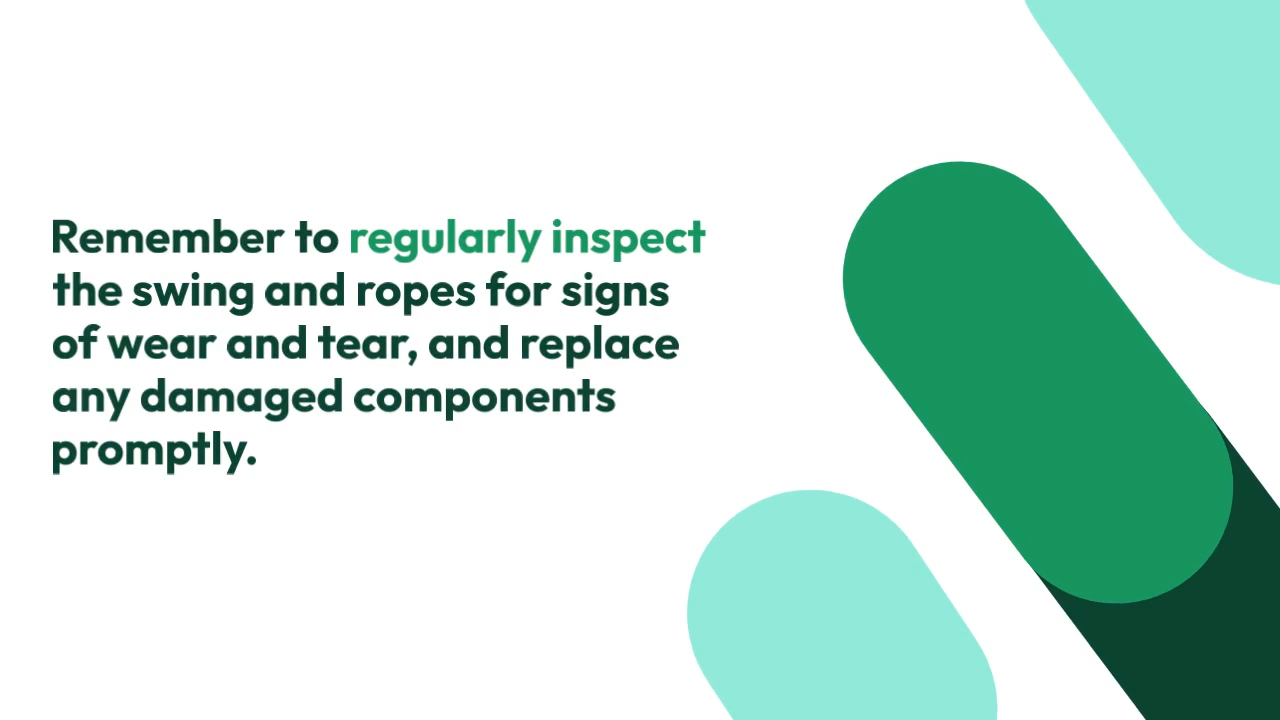 Remember to regularly inspect
the swing and ropes for signs
of wear and tear, and replace
any damaged components
promptly.